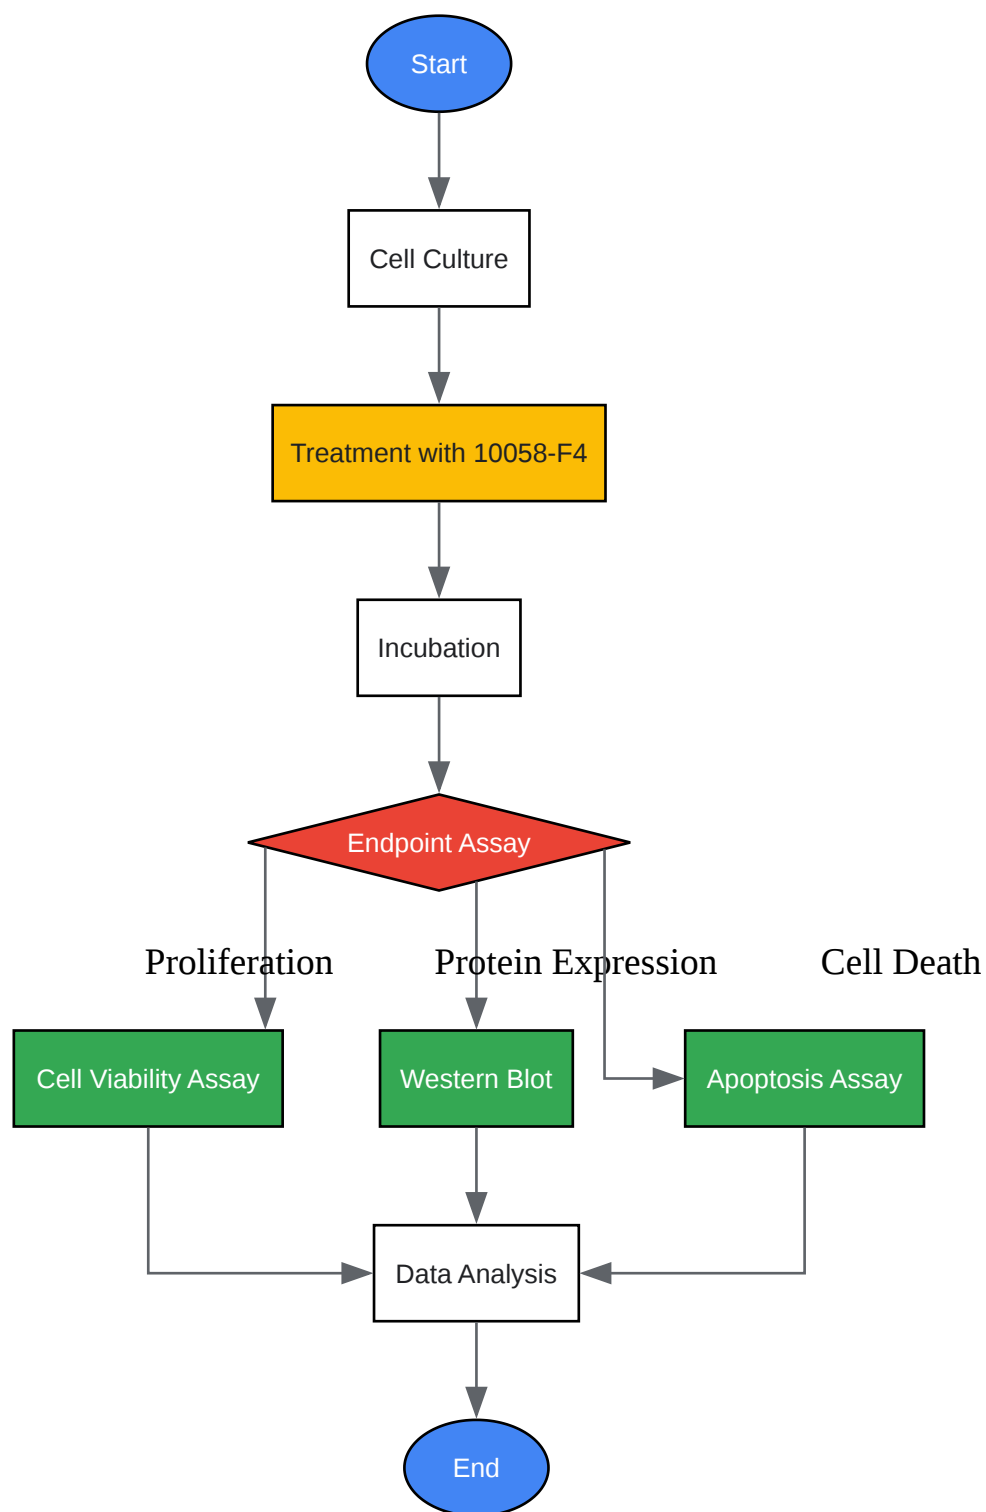 Start
Cell Culture
Treatment with 10058-F4
Incubation
Endpoint Assay
Proliferation
Protein Expression
Cell Death
Cell Viability Assay
Western Blot
Apoptosis Assay
Data Analysis
End